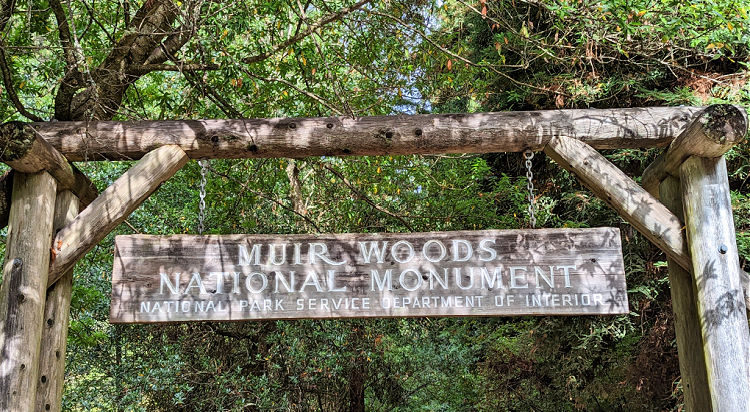 MUIR WOODS
NATIONAL MONUMENT
NATIONAL PARK SERVICE DEPARTMENT OF INTERIOR